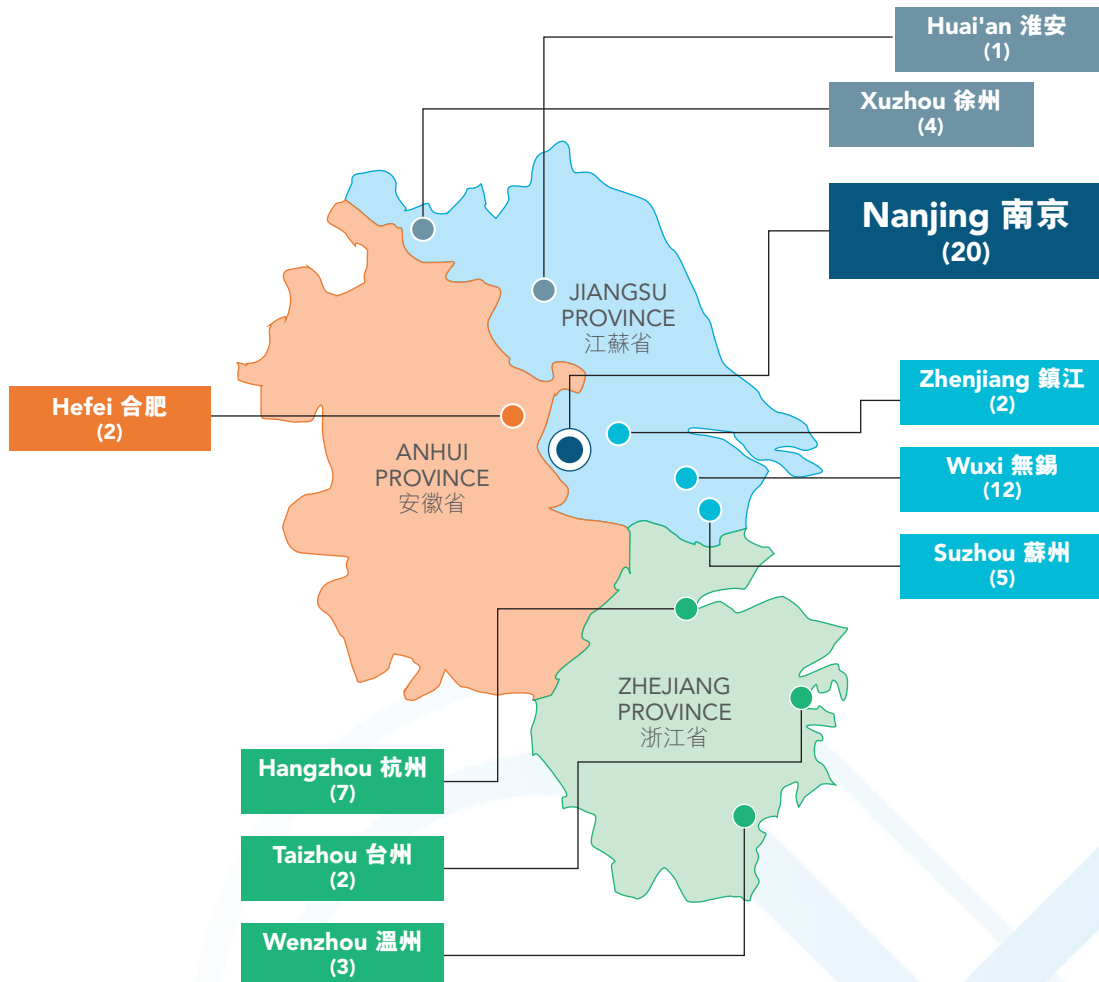 Huai'an 淮安
(1)
Xuzhou 徐州
(4)
Nanjing 南京
(20)
JIANGSU
PROVINCE
江蘇省
Zhenjiang 鎮江
(2)
Hefei 合肥
(2)
ANHUI
PROVINCE
安徽省
Wuxi 無錫
(12)
Suzhou 蘇州
(5)
ZHEJIANG
PROVINCE
浙江省
Hangzhou 杭州
(7)
Taizhou 台州
(2)
Wenzhou 溫州
(3)